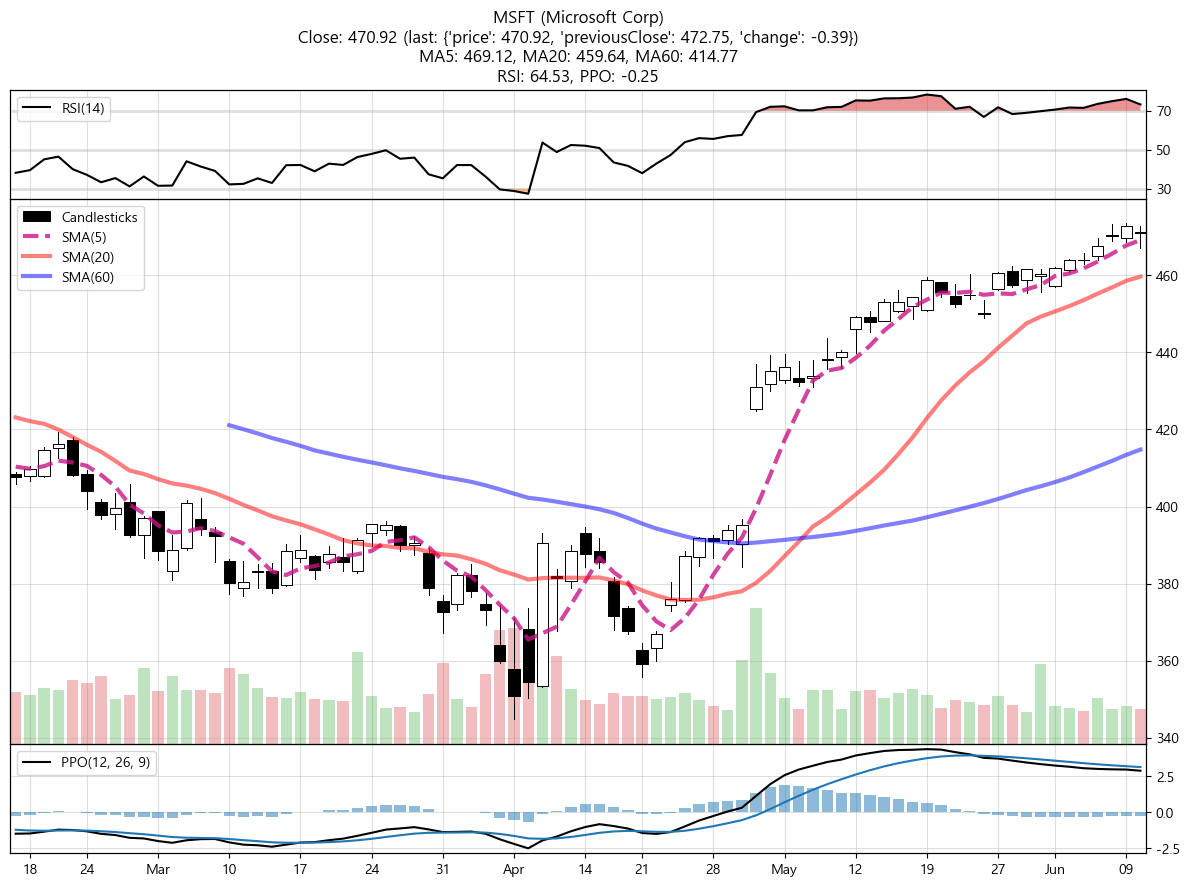 MSFT (Microsoft Corp)
Close: 470.92 (last: {'price': 470.92, 'previousClose': 472.75, 'change': -0.39})
MA5: 469.12, MA20: 459.64, MA60: 414.77
RSI: 64.53, PPO: -0.25
RSI(14)
70
50
30
Candlesticks
SMA(5)
SMA(20)
SMA(60)
460
440
420
400
380
360
340
PPO(12, 26, 9)
2.5
0.0
-2.5
18 24 Mar 10 17 24 31 Apr 14 21 28 May 12 19 27 Jun 09